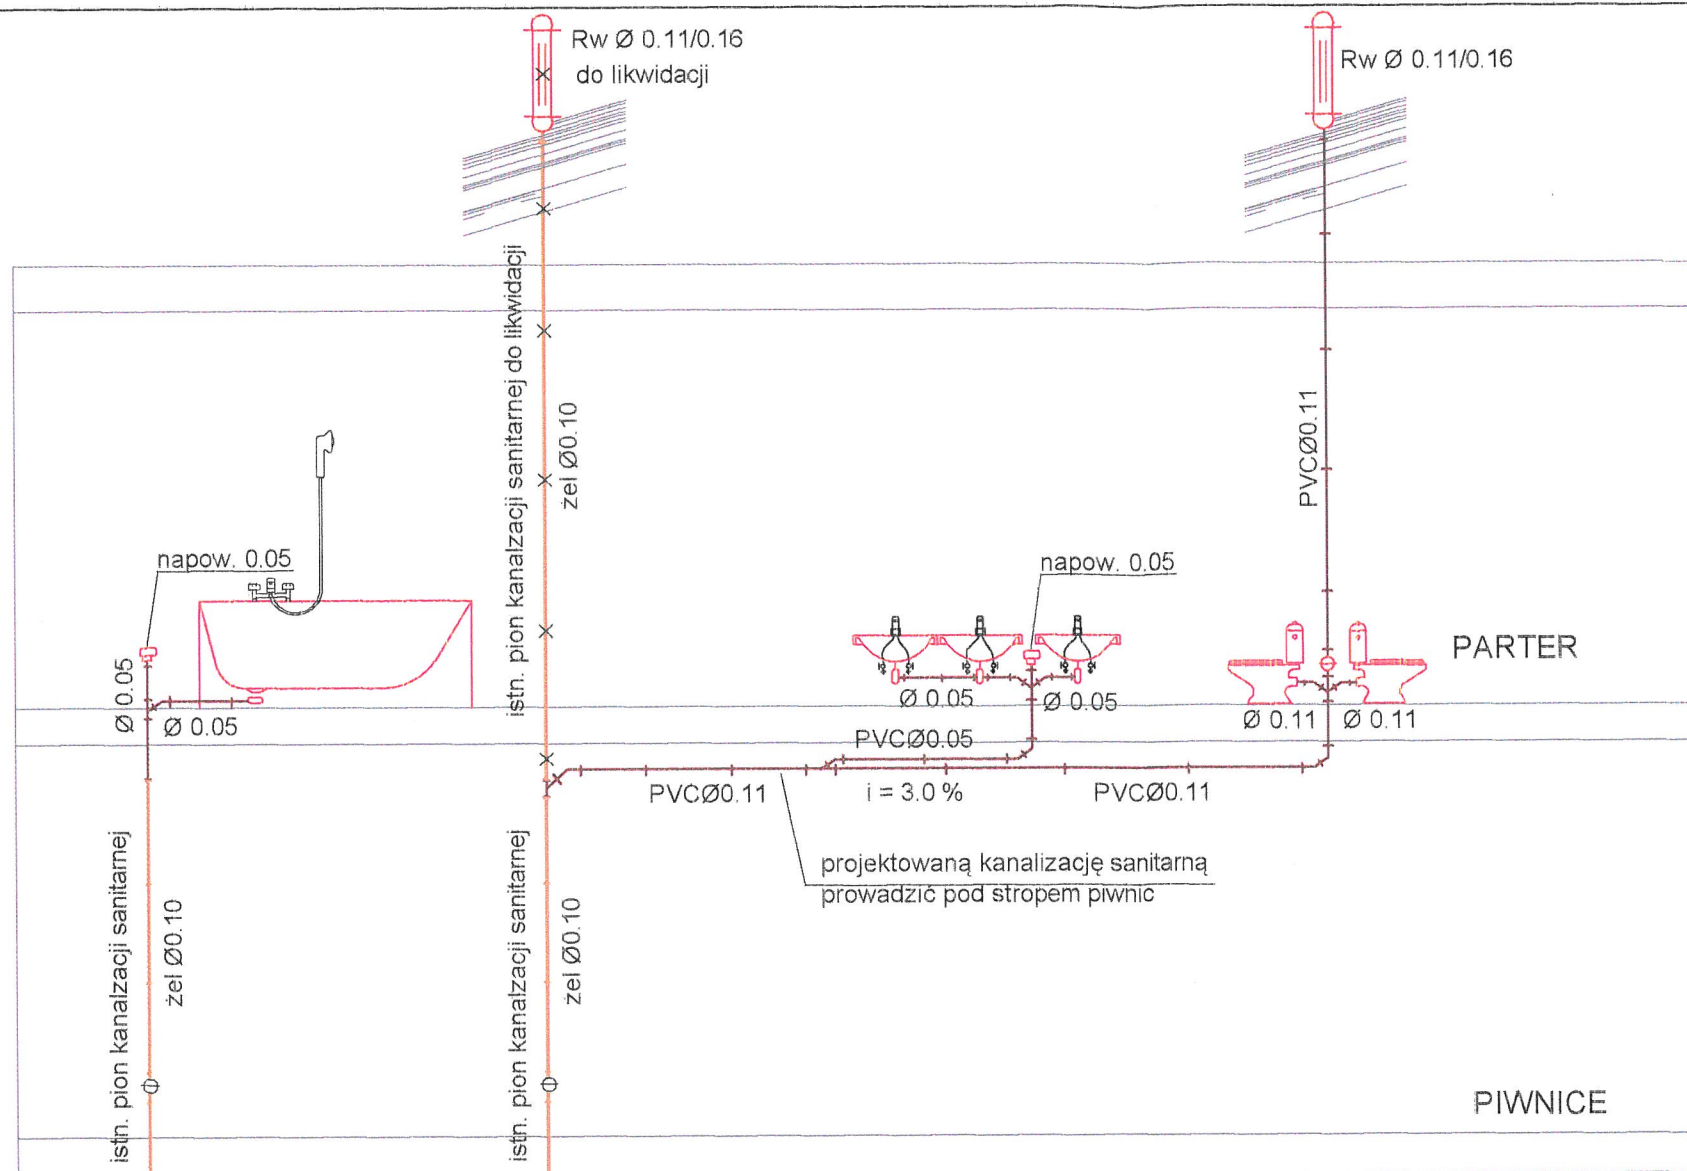 Rw Ø 0.11/0.16
do likwidacji
Rw Ø 0.11/0.16
istn. pion kanalzacji sanitarnej do likwidacji
żel Ø0.10
PVCØ0.11
napow. 0.05
napow. 0.05
PARTER
Ø 0.05
Ø 0.05
Ø 0.05
Ø 0.05
Ø 0.11
Ø 0.11
PVCØ0.05
PVCØ0.11
i = 3.0 %
PVCØ0.11
projektowaną kanalizację sanitarną
prowadzić pod stropem piwnic
istn. pion kanalzacji sanitarnej
żel Ø0.10
istn. pion kanalzacji sanitarnej
żel Ø0.10
PIWNICE